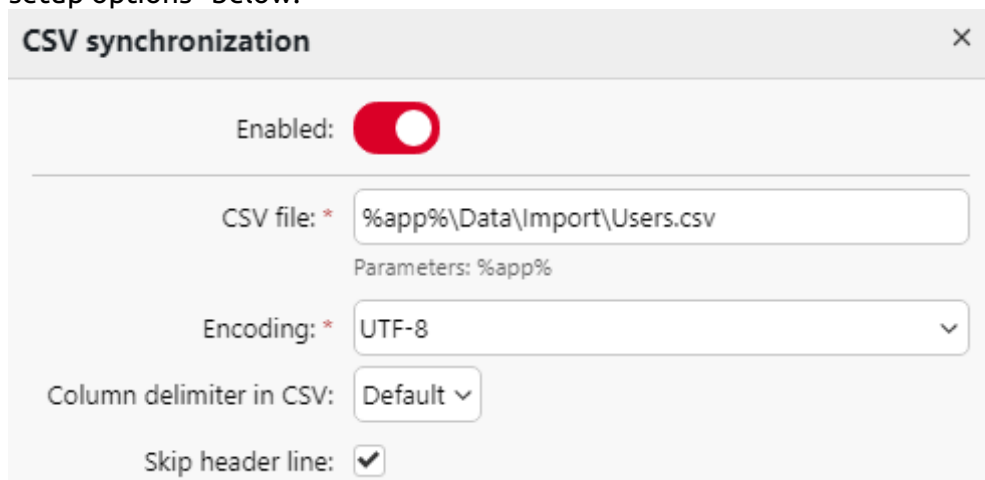 setup options" below.
CSV synchronization ×
Enabled:
CSV file: * %app%\Data\Import\Users.csv
Parameters: %app%
Encoding: * UTF-8
Column delimiter in CSV: Default
Skip header line: